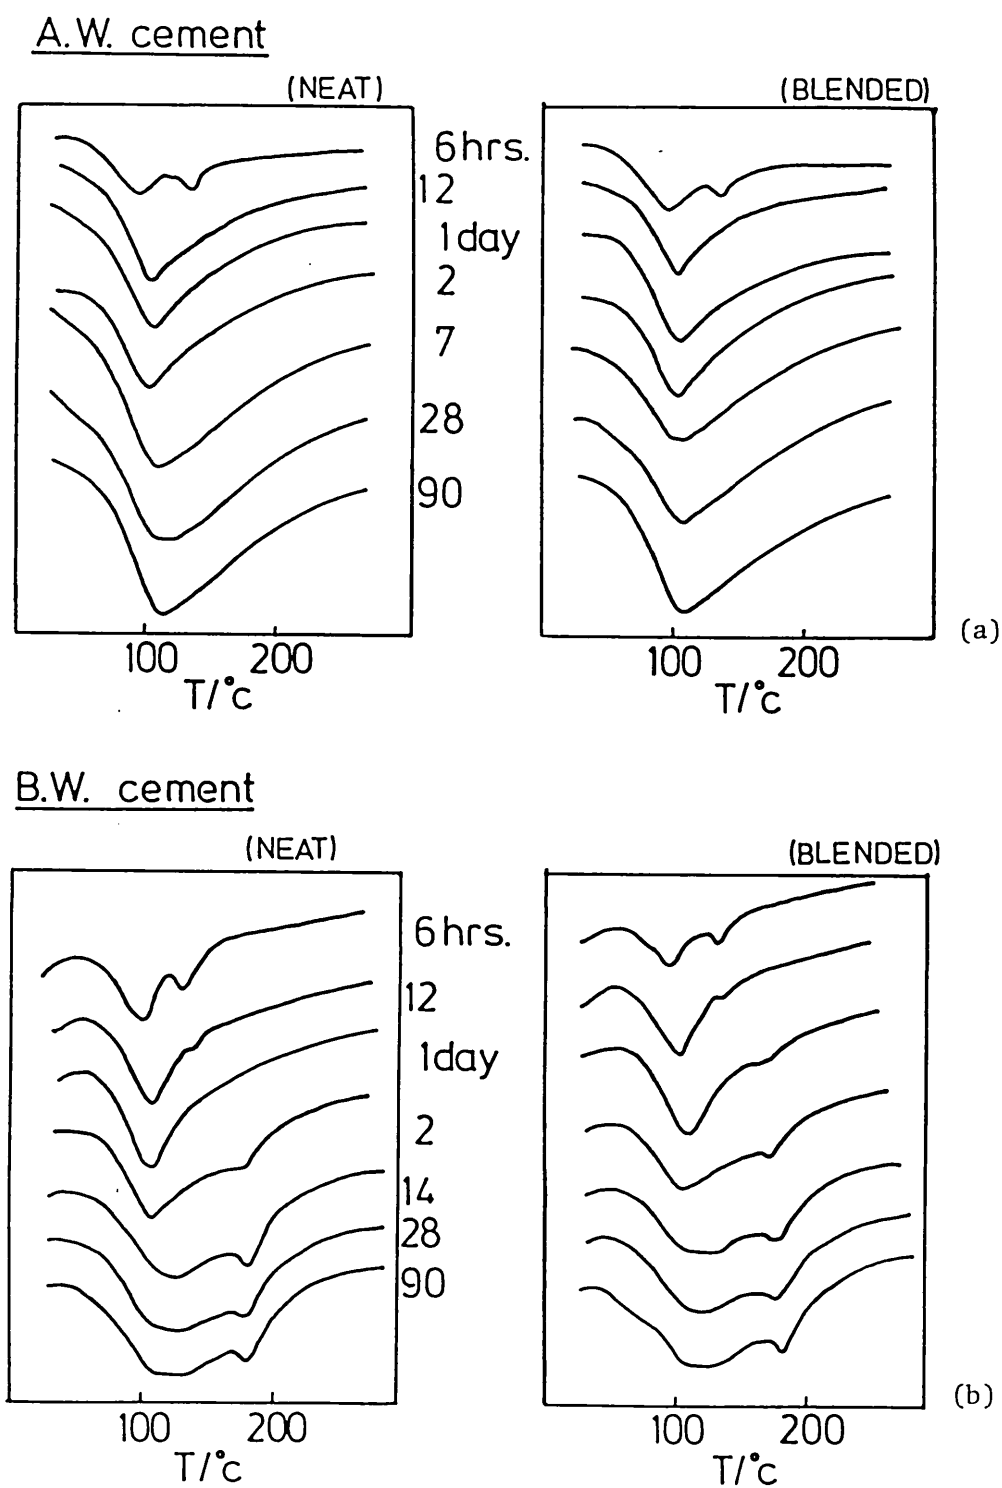 A.W. cement
(NEAT)
(BLENDED)
6hrs.
12
1day
2
7
28
90
100 200
T/°c
100 200
T/°c
(a)
B.W. cement
(NEAT)
(BLENDED)
6hrs.
12
1day
2
14
28
90
100 200
T/°c
100 200
T/°c
(b)